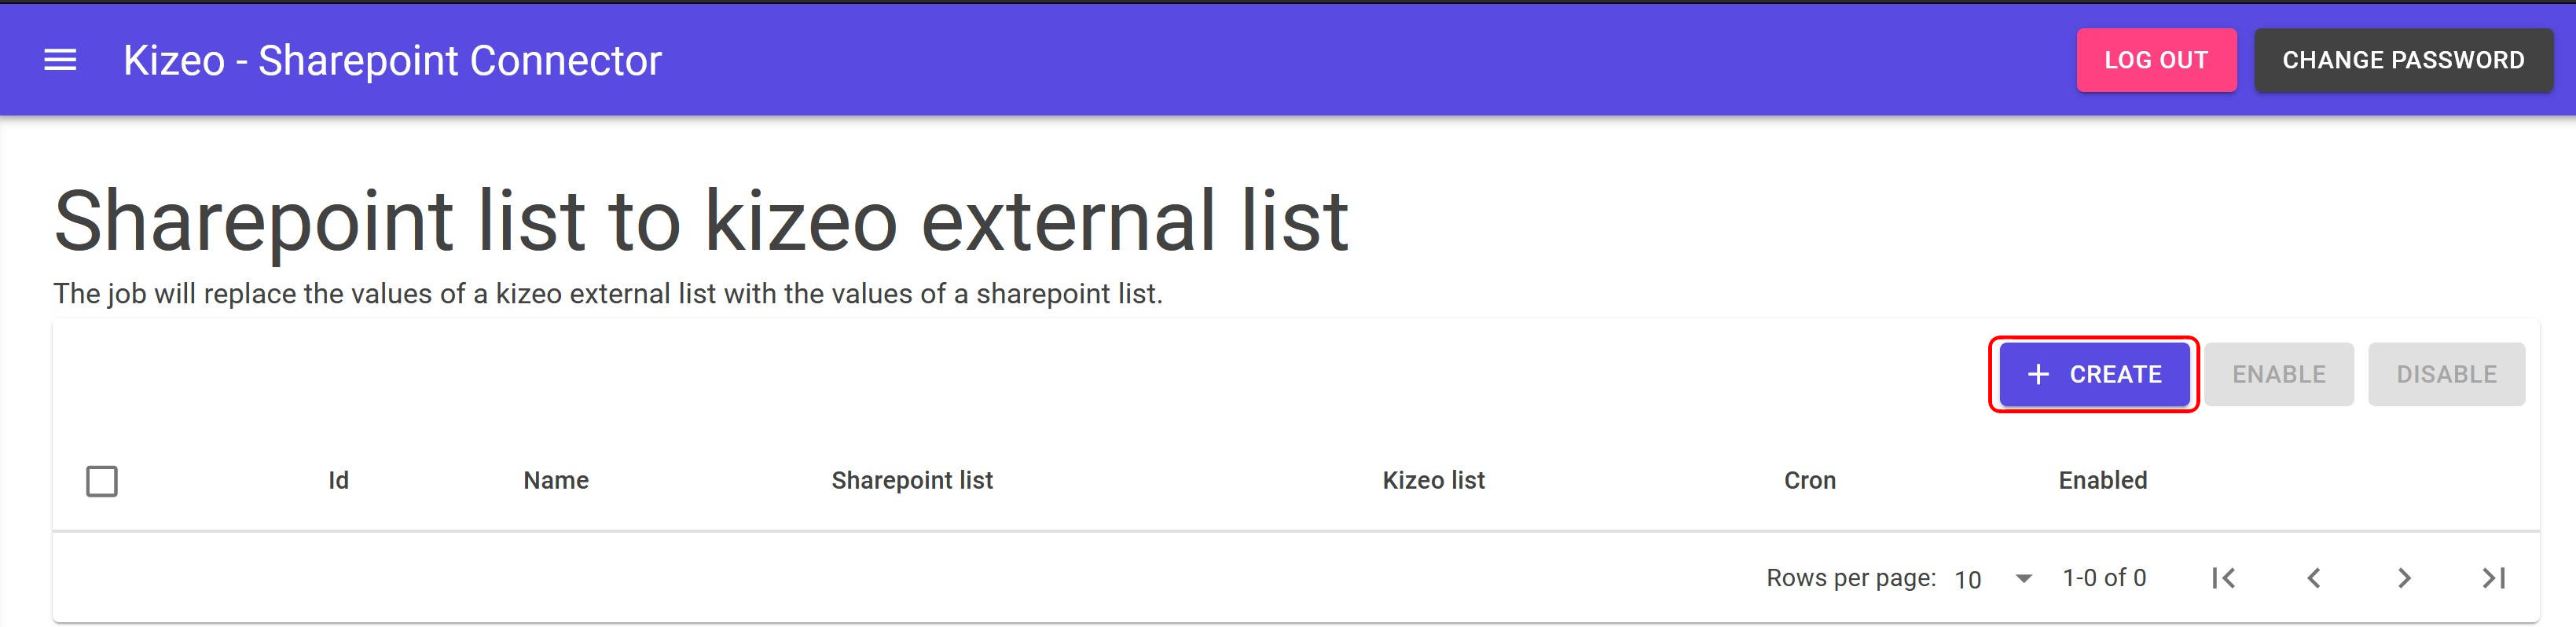 Kizeo - Sharepoint Connector
LOG OUT
CHANGE PASSWORD
Sharepoint list to kizeo external list
The job will replace the values of a kizeo external list with the values of a sharepoint list.
+ CREATE
ENABLE
DISABLE
Id Name Sharepoint list Kizeo list Cron Enabled
Rows per page: 10 1-0 of 0